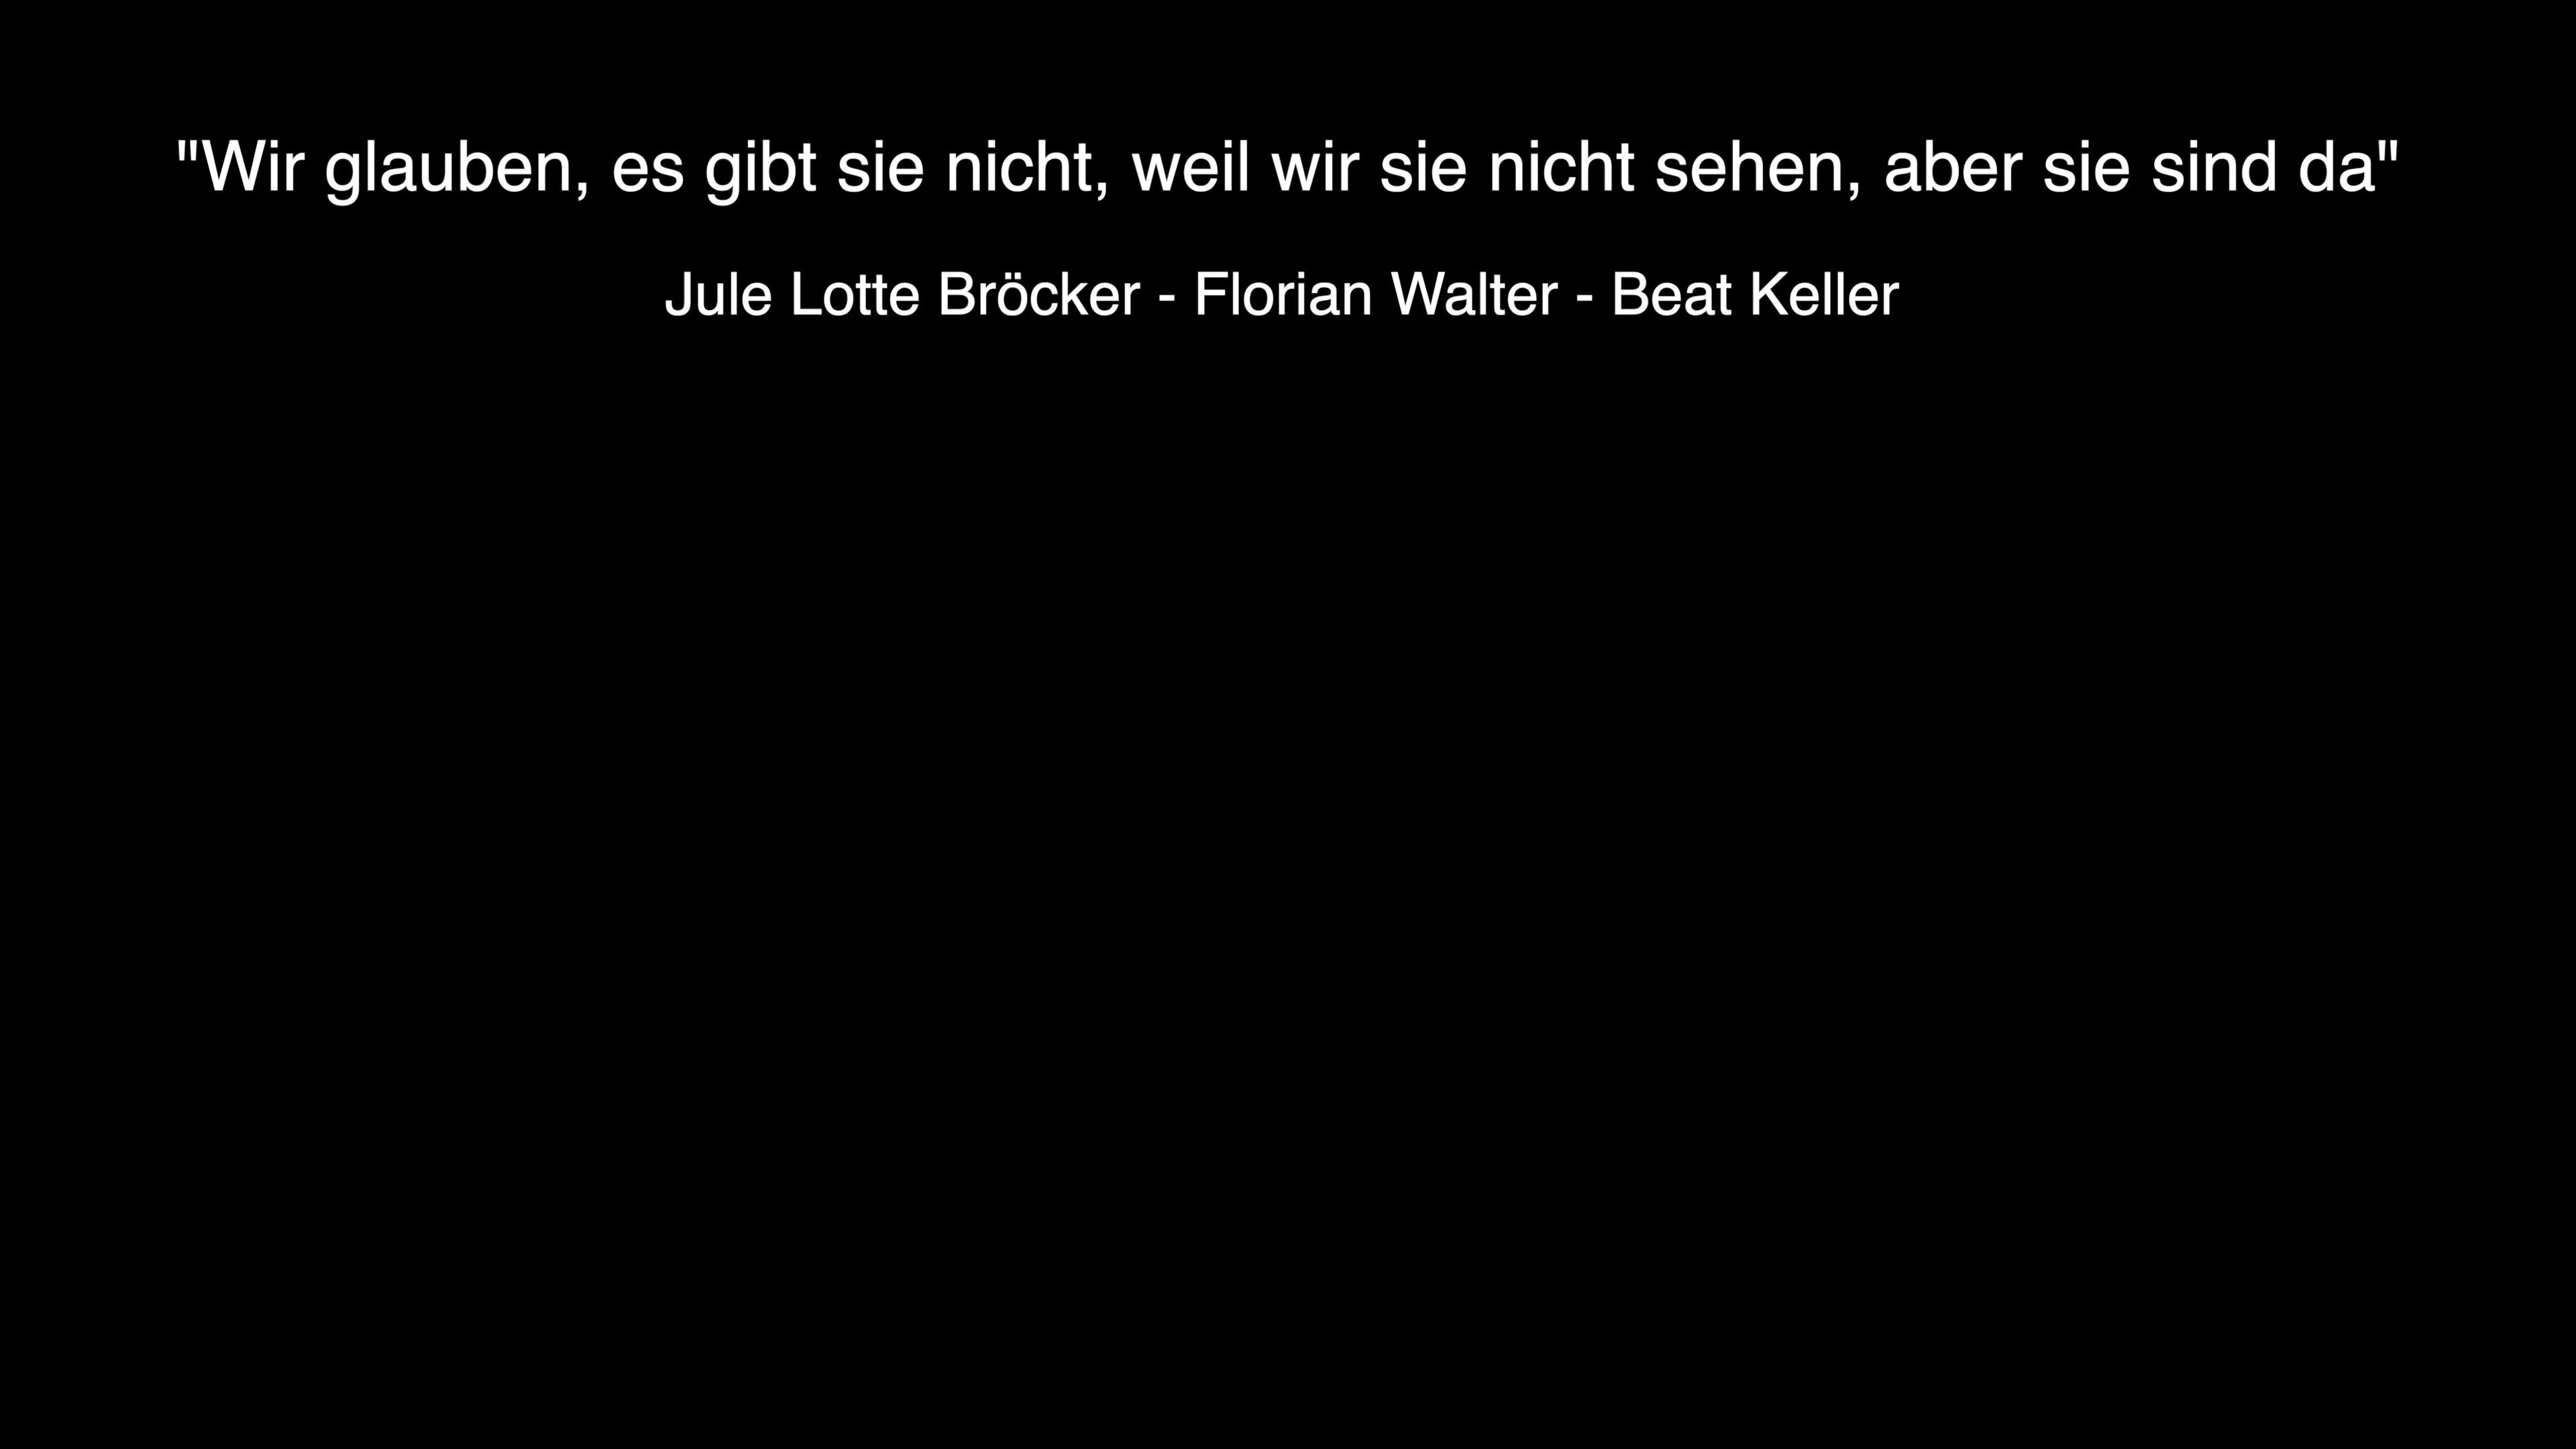 "Wir glauben, es gibt sie nicht, weil wir sie nicht sehen, aber sie sind da"
Jule Lotte Bröcker - Florian Walter - Beat Keller